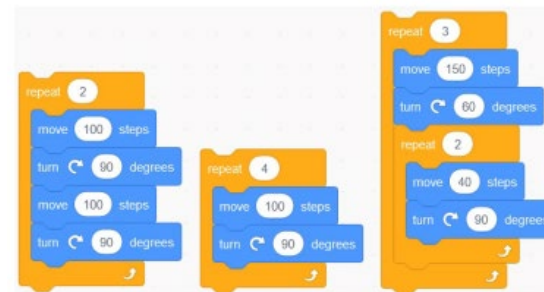 repeat 2
move 100 steps
turn 90 degrees
move 100 steps
turn 90 degrees
repeat 4
move 100 steps
turn 90 degrees
repeat 3
move 150 steps
turn 60 degrees
repeat 2
move 40 steps
turn 90 degrees